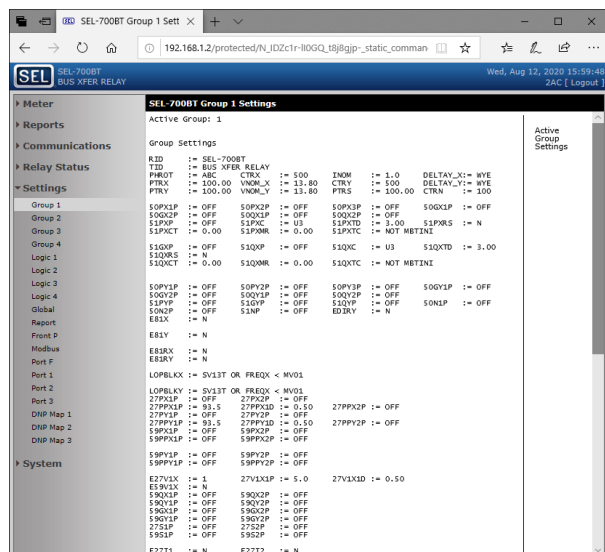 SEL-700BT Group 1 Sett
192.168.1.2/protected/N_IDZc1r-lI0GQ_t8j8gjp-_static_comman
SEL SEL-700BT
BUS XFER RELAY
Wed, Aug 12, 2020 15:59:48
2AC [ Logout ]
Meter
Reports
Communications
Relay Status
Settings
Group 1
Group 2
Group 3
Group 4
Logic 1
Logic 2
Logic 3
Logic 4
Global
Report
Front P
Modbus
Port F
Port 1
Port 2
Port 3
DNP Map 1
DNP Map 2
DNP Map 3
System
SEL-700BT Group 1 Settings
Active Group: 1
Group Settings
RID := SEL-700BT
TID := BUS XFER RELAY
PHROT := ABC CTRX := 500 INOM := 1.0 DELTAY_X:= WYE
PTRX := 100.00 VNOM_X := 13.80 CTRY := 500 DELTAY_Y:= WYE
PTRY := 100.00 VNOM_Y := 13.80 PTRS := 100.00 CTRN := 100
50PX1P := OFF 50PX2P := OFF 50PX3P := OFF 50GX1P := OFF
50GX2P := OFF 50QX1P := OFF 50QX2P := OFF
51PXP := OFF 51PXC := U3 51PXTD := 3.00 51PXRS := N
51PXCT := 0.00 51PXMR := 0.00 51PXTC := NOT MBTINI
51GXP := OFF 51QXP := OFF 51QXC := U3 51QXTD := 3.00
51QXRS := N
51QXCT := 0.00 51QXMR := 0.00 51QXTC := NOT MBTINI
50PY1P := OFF 50PY2P := OFF 50PY3P := OFF 50GY1P := OFF
50GY2P := OFF 50QY1P := OFF 50QY2P := OFF
51PYP := OFF 51GYP := OFF 51QYP := OFF 50N1P := OFF
50N2P := OFF 51NP := OFF EDIRY := N
E81X := N
E81Y := N
E81RX := N
E81RY := N
LOPBLKX := SV13T OR FREQX < MV01
LOPBLKY := SV13T OR FREQX < MV01
27PX1P := OFF 27PX2P := OFF
27PPX1P := 93.5 27PPX1D := 0.50 27PPX2P := OFF
27PY1P := OFF 27PY2P := OFF
27PPY1P := 93.5 27PPY1D := 0.50 27PPY2P := OFF
59PX1P := OFF 59PX2P := OFF
59PPX1P := OFF 59PPX2P := OFF
59PY1P := OFF 59PY2P := OFF
59PPY1P := OFF 59PPY2P := OFF
E27V1X := 1 27V1X1P := 5.0 27V1X1D := 0.50
E59V1X := N
59QX1P := OFF 59QX2P := OFF
59QY1P := OFF 59QY2P := OFF
59GX1P := OFF 59GX2P := OFF
59GY1P := OFF 59GY2P := OFF
27S1P := OFF 27S2P := OFF
59S1P := OFF 59S2P := OFF
E27T1 := N E27T2 := N
Active
Group
Settings